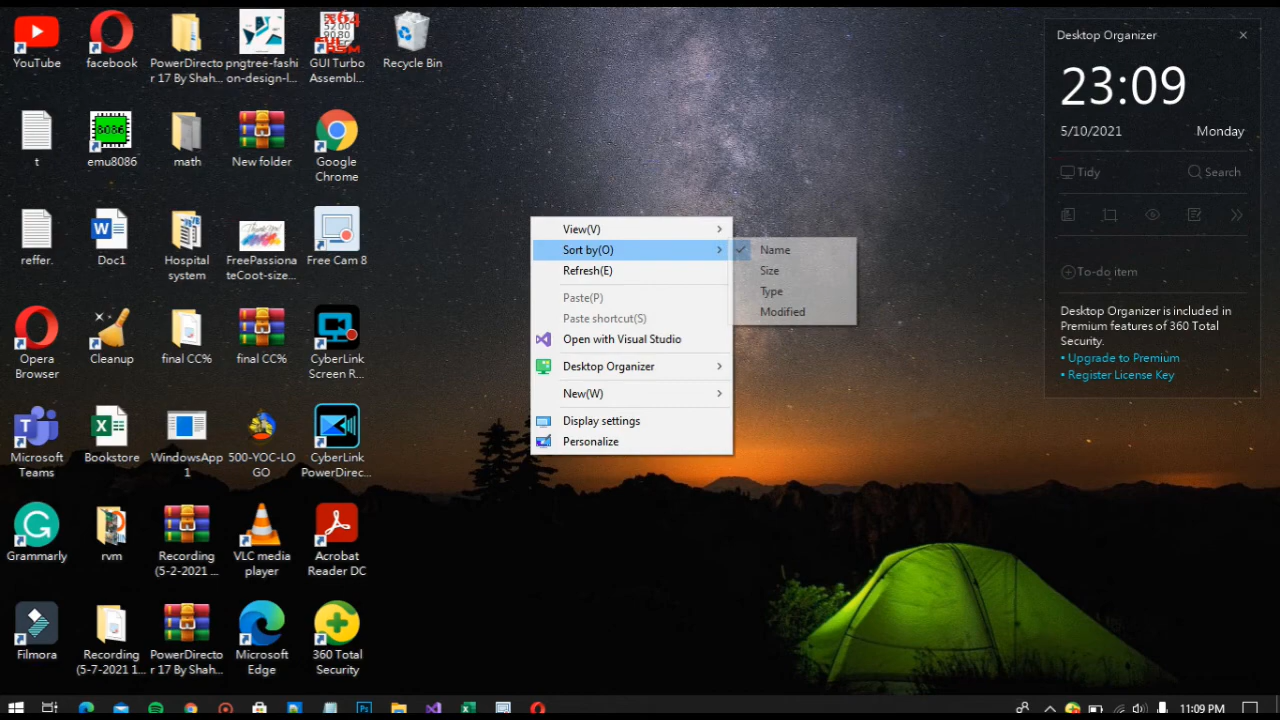 YouTube
facebook
PowerDirecto
r 17 By Shah...
pngtree-fashi
on-design-l...
GUI Turbo
Assembl...
Recycle Bin
t
8086
emu8086
math
New folder
Google
Chrome
reffer.
Doc1
Hospital
system
Thank You!
FreePassiona
teCoot-size...
Free Cam 8
Opera
Browser
Cleanup
final CC%
final CC%
CyberLink
Screen R...
Microsoft
Teams
Bookstore
WindowsApp
1
500-YOC-LO
GO
CyberLink
PowerDirec...
Grammarly
rvm
Recording
(5-2-2021 ...
VLC media
player
Acrobat
Reader DC
Filmora
Recording
(5-7-2021 1...
PowerDirecto
r 17 By Shah...
Microsoft
Edge
360 Total
Security
View(V)
Sort by(O)
Refresh(E)
Paste(P)
Paste shortcut(S)
Open with Visual Studio
Desktop Organizer
New(W)
Display settings
Personalize
Name
Size
Type
Modified
Desktop Organizer
23:09
5/10/2021 Monday
Tidy Search
To-do item
Desktop Organizer is included in
Premium features of 360 Total
Security.
• Upgrade to Premium
• Register License Key
11:09 PM